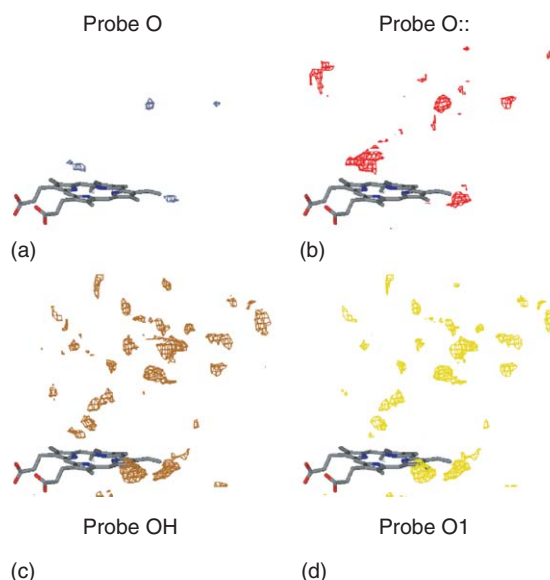 Probe O
Probe O::
(a)
(b)
Probe OH
Probe O1
(c)
(d)